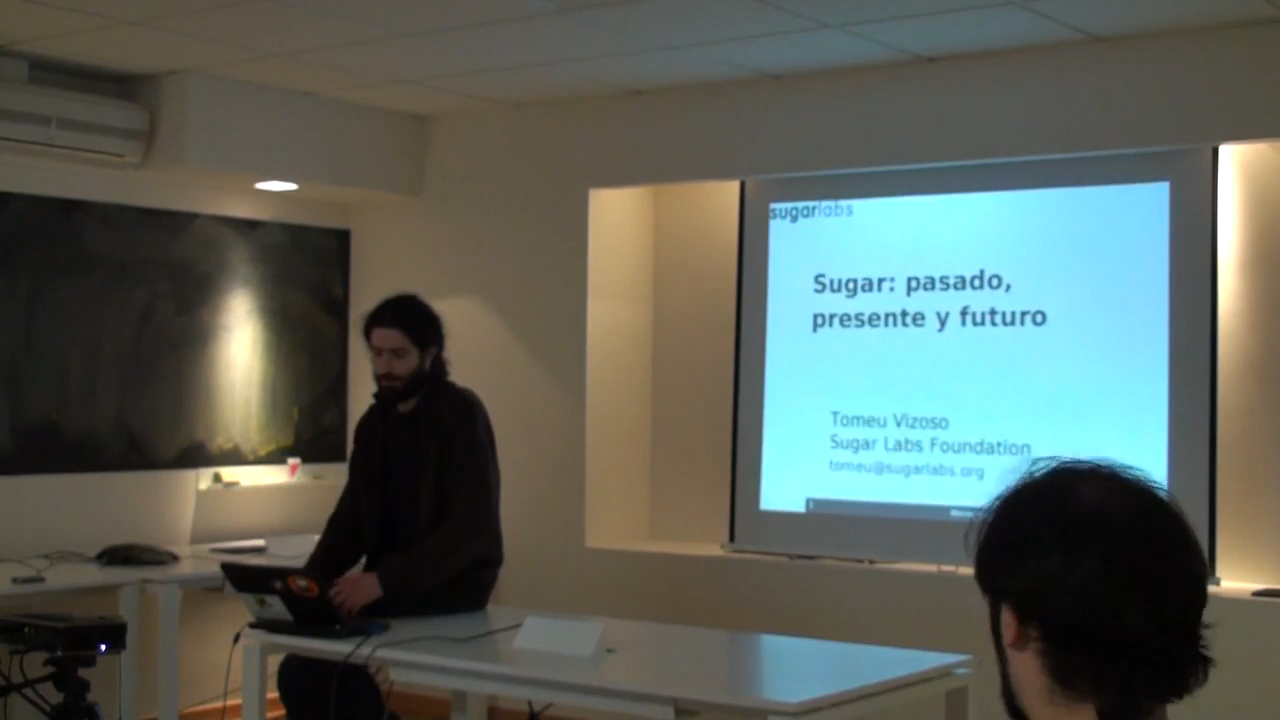 sugarlabs
Sugar: pasado,
presente y futuro
Tomeu Vizoso
Sugar Labs Foundation
tomeu@sugarlabs.org